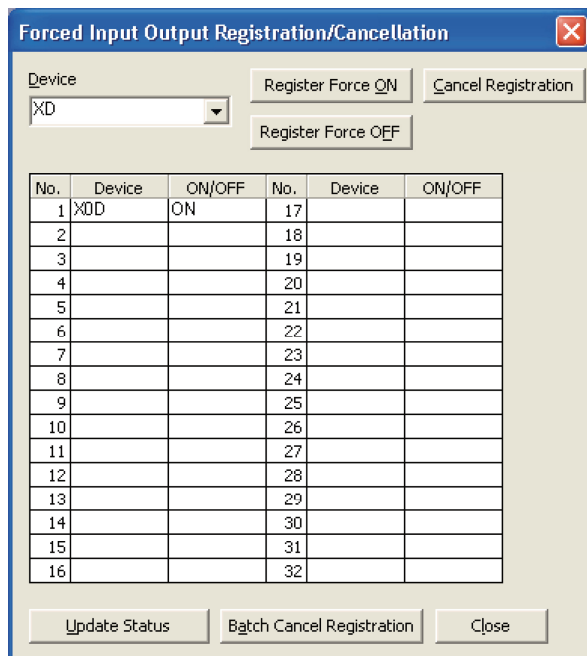 Forced Input Output Registration/Cancellation
Device
XD
Register Force ON
Cancel Registration
Register Force OFF
No. Device ON/OFF No. Device ON/OFF
1 X0D ON 17
2 18
3 19
4 20
5 21
6 22
7 23
8 24
9 25
10 26
11 27
12 28
13 29
14 30
15 31
16 32
Update Status Batch Cancel Registration Close